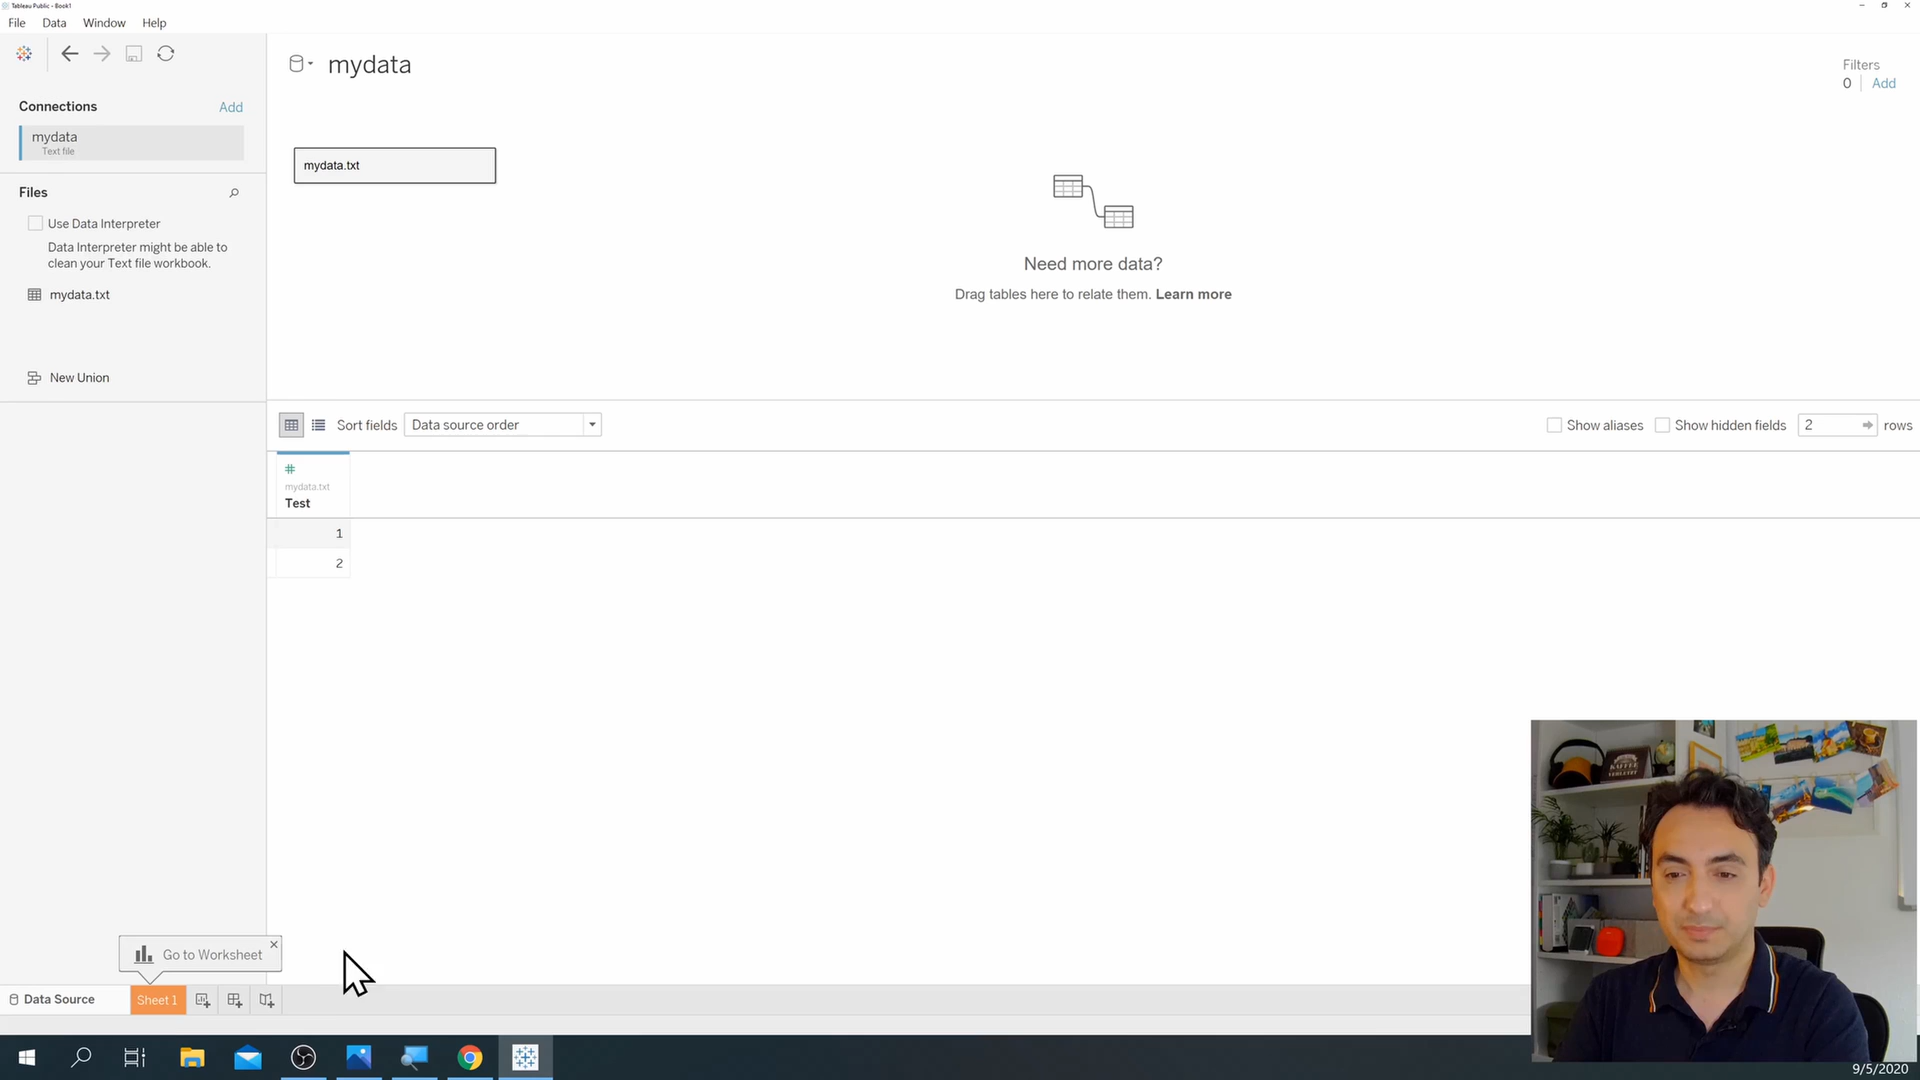 Tableau Public - Book1
File Data Window Help
Connections Add
mydata
Text file
Files
Use Data Interpreter
Data Interpreter might be able to
clean your Text file workbook.
mydata.txt
New Union
mydata
Filters
0 Add
mydata.txt
Need more data?
Drag tables here to relate them. Learn more
Sort fields Data source order Show aliases Show hidden fields 2 rows
mydata.txt
Test
1
2
Go to Worksheet
Data Source Sheet 1
9/5/2020